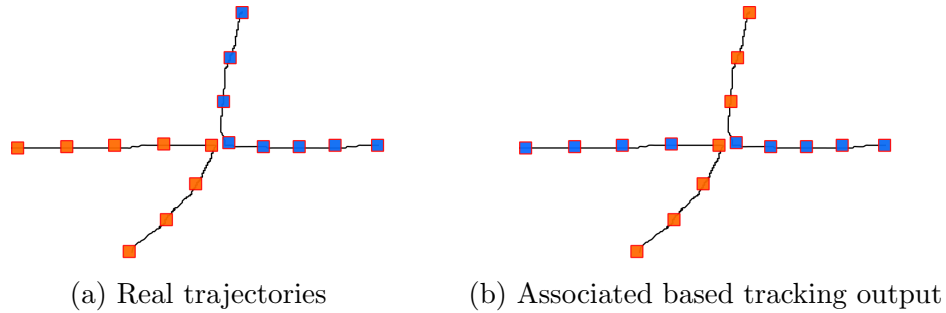 (a) Real trajectories
(b) Associated based tracking output